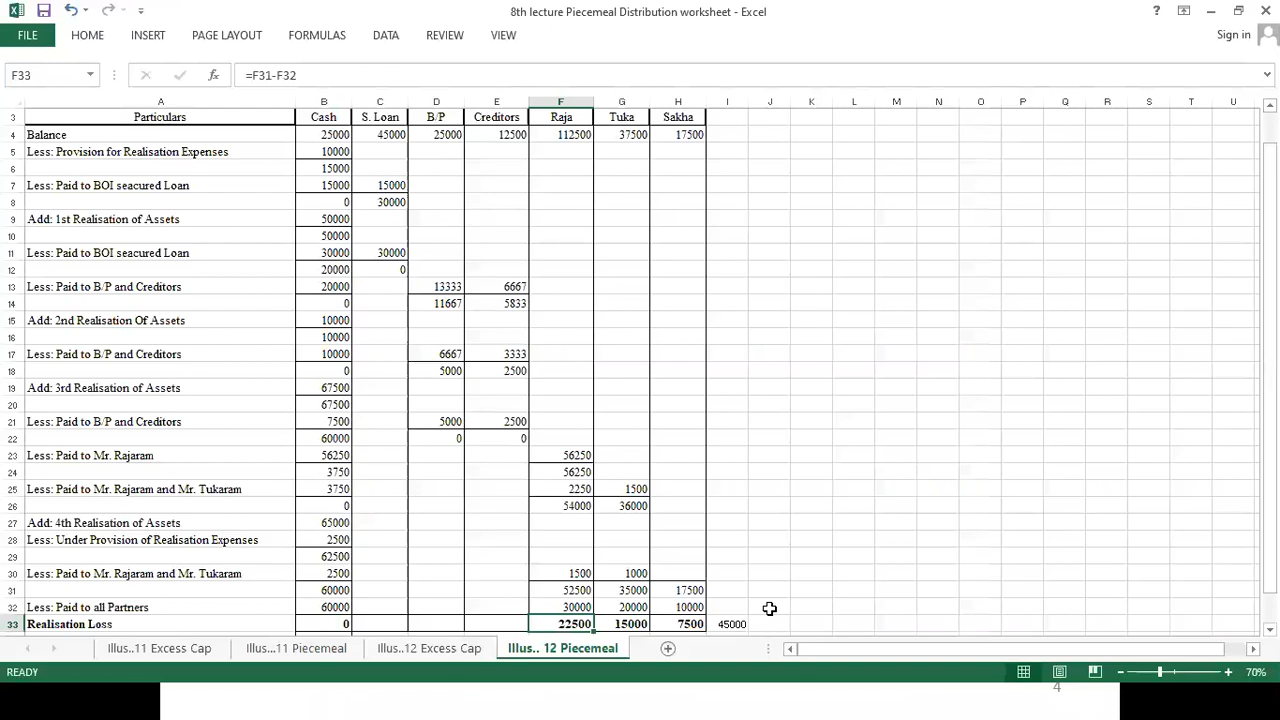 8th lecture Piecemeal Distribution worksheet - Excel
? Sign in
FILE HOME INSERT PAGE LAYOUT FORMULAS DATA REVIEW VIEW
F33 fx =F31-F32
A B C D E F G H I J K L M N O P Q R S T U
3 Particulars Cash S. Loan B/P Creditors Raja Tuka Sakha
4 Balance 25000 45000 25000 12500 112500 37500 17500
5 Less: Provision for Realisation Expenses 10000
6 15000
7 Less: Paid to BOI seacured Loan 15000 15000
8 0 30000
9 Add: 1st Realisation of Assets 50000
10 50000
11 Less: Paid to BOI seacured Loan 30000 30000
12 20000 0
13 Less: Paid to B/P and Creditors 20000 13333 6667
14 0 11667 5833
15 Add: 2nd Realisation Of Assets 10000
16 10000
17 Less: Paid to B/P and Creditors 10000 6667 3333
18 0 5000 2500
19 Add: 3rd Realisation of Assets 67500
20 67500
21 Less: Paid to B/P and Creditors 7500 5000 2500
22 60000 0 0
23 Less: Paid to Mr. Rajaram 56250 56250
24 3750 56250
25 Less: Paid to Mr. Rajaram and Mr. Tukaram 3750 2250 1500
26 0 54000 36000
27 Add: 4th Realisation of Assets 65000
28 Less: Under Provision of Realisation Expenses 2500
29 62500
30 Less: Paid to Mr. Rajaram and Mr. Tukaram 2500 1500 1000
31 60000 52500 35000 17500
32 Less: Paid to all Partners 60000 30000 20000 10000
33 Realisation Loss 0 22500 15000 7500 45000
Illus..11 Excess Cap Illus...11 Piecemeal Illus..12 Excess Cap Illus.. 12 Piecemeal
READY 70%
4